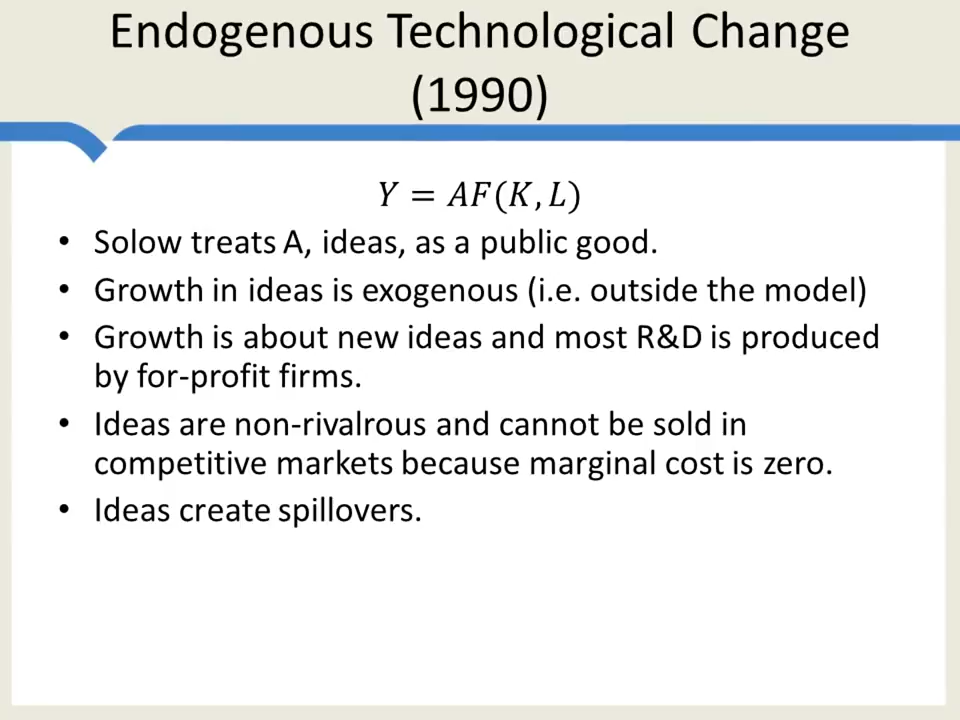 Endogenous Technological Change
(1990)
𝑌 = 𝐴𝐹(𝐾, 𝐿)
• Solow treats A, ideas, as a public good.
• Growth in ideas is exogenous (i.e. outside the model)
• Growth is about new ideas and most R&D is produced
by for-profit firms.
• Ideas are non-rivalrous and cannot be sold in
competitive markets because marginal cost is zero.
• Ideas create spillovers.